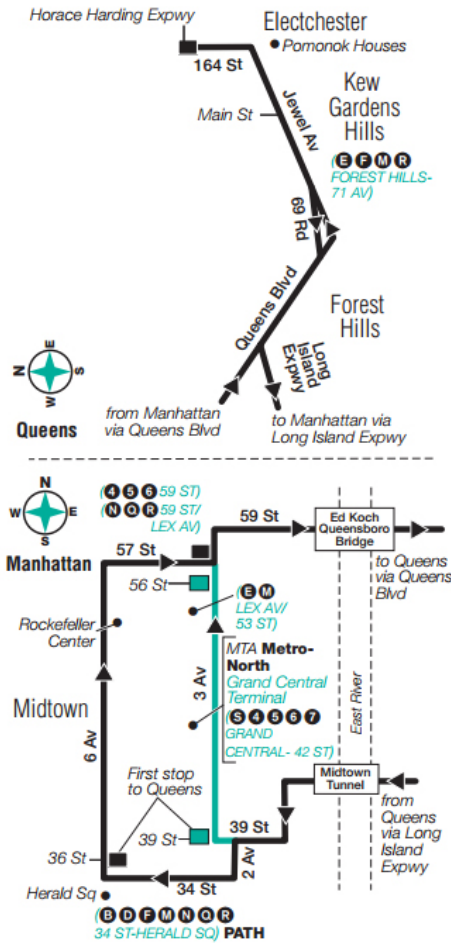 Horace Harding Expwy
Electchester
Pomonok Houses
164 St
Kew
Gardens
Hills
Main St
Jewel Av
(E F M R
FOREST HILLS-
71 AV)
69 Rd
Queens Blvd
Forest
Hills
Long
Island
Expwy
N E S W
Queens
from Manhattan
via Queens Blvd
to Manhattan via
Long Island Expwy
N
W E
S
Manhattan
(4 5 6 59 ST)
(N Q R 59 ST/
LEX AV)
59 St
Ed Koch
Queensboro
Bridge
57 St
to Queens
via Queens
Blvd
56 St
(E M
LEX AV/
53 ST)
Rockefeller
Center
MTA Metro-
North
Grand Central
Terminal
(S 4 5 6 7
GRAND
CENTRAL- 42 ST)
3 Av
East River
Midtown
6 Av
Midtown
Tunnel
First stop
to Queens
39 St
39 St
from
Queens
via Long
Island
Expwy
2 Av
36 St
34 St
Herald Sq
(B D F M N Q R
34 ST-HERALD SQ) PATH